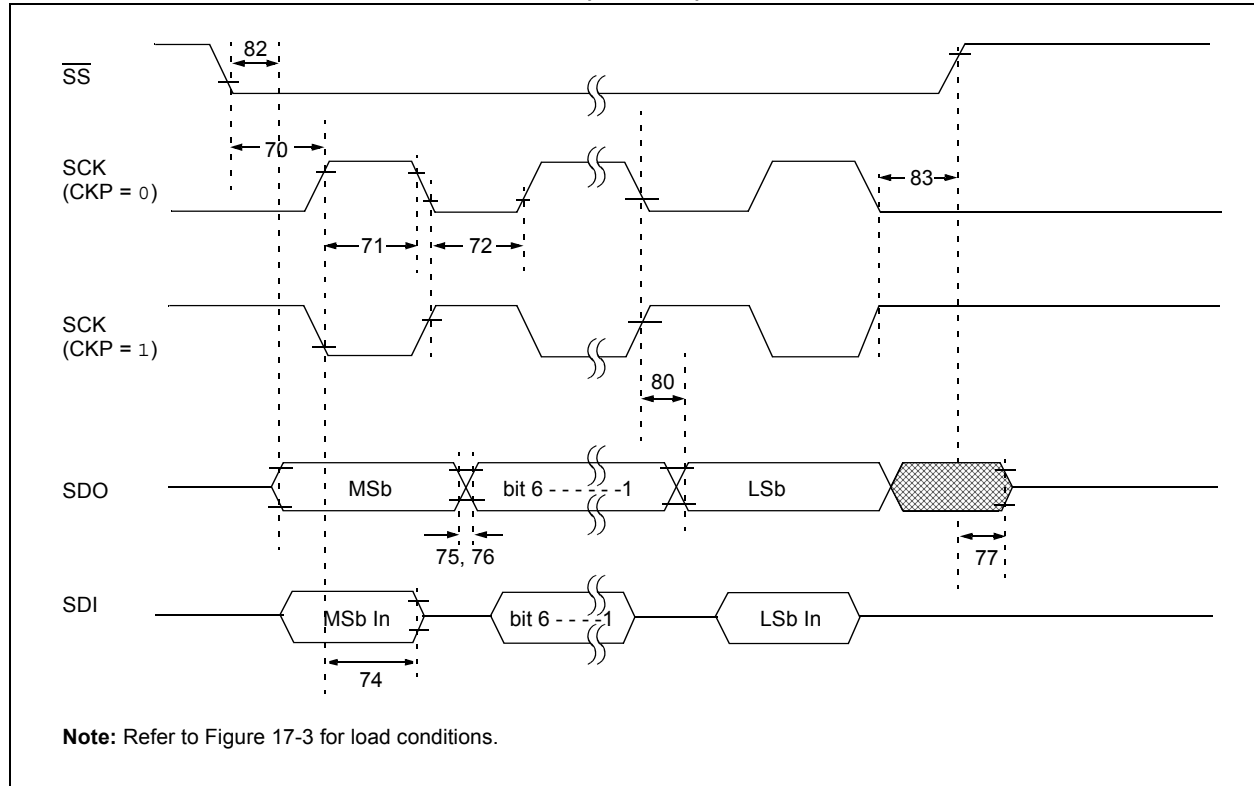 82
SS
70
SCK
(CKP = 0)
83
71
72
SCK
(CKP = 1)
80
SDO
MSb
bit 6 - - - - - -1
LSb
75, 76
77
SDI
MSb In
bit 6 - - - -1
LSb In
74
Note: Refer to Figure 17-3 for load conditions.